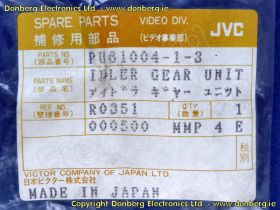 http://www.donberg.ie © Donberg Electronics Ltd. http://www.donberg.ie
SPARE PARTS VIDEO DIV. JVC
補修用部品 (ビデオ事業部)
PARTS NO. (部品番号) PU61004-1-3
PARTS NAME (部品名) IDLER GEAR UNIT
アイドラ ギヤー ユニット
REF NO (整理番号) R0351 Q'TY (数量) 1
000500 MMP 4 E
税別
VICTOR COMPANY OF JAPAN, LTD.
日本ビクター株式会社
MADE IN JAPAN